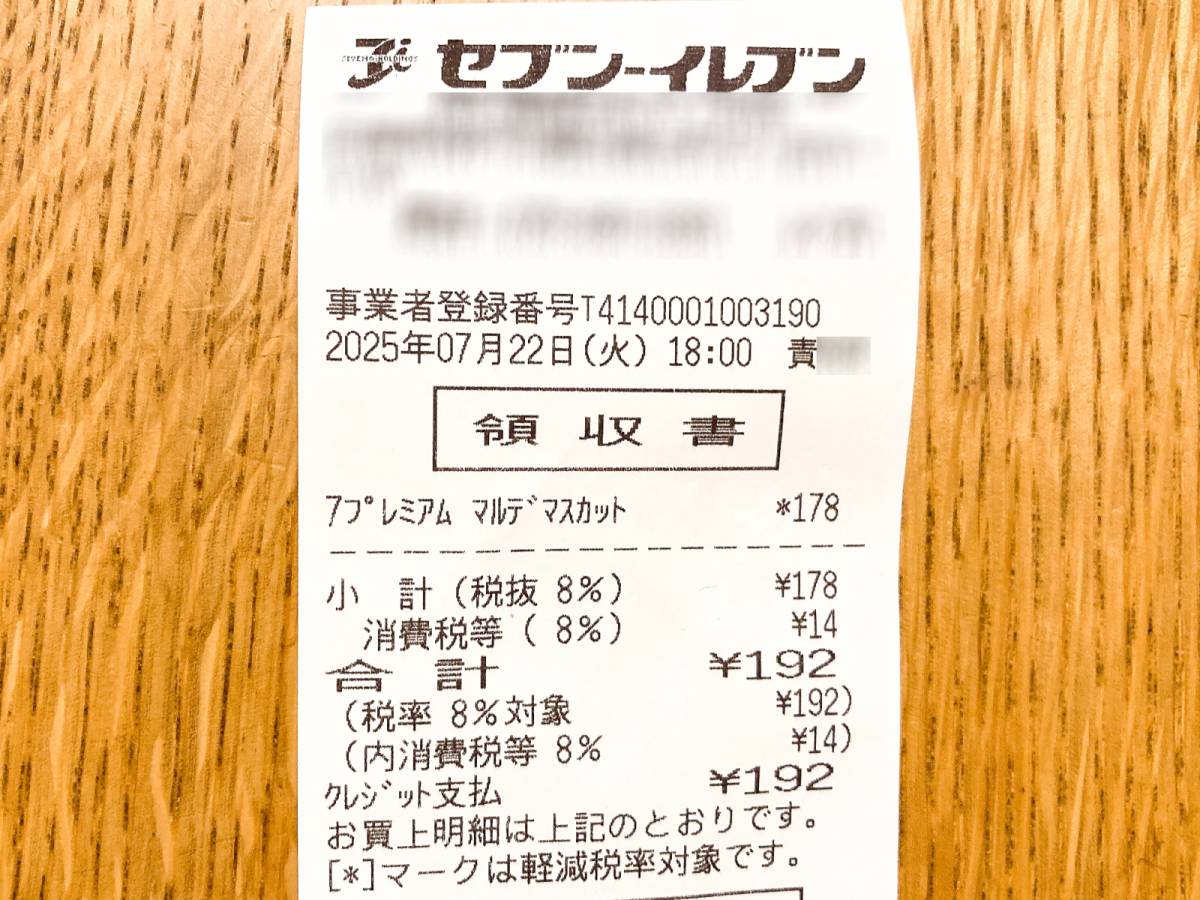 SEVEN&i HOLDINGS
セブン-イレブン
事業者登録番号T4140001003190
2025年07月22日(火) 18:00 責
領 収 書
7プレミアム マルデマスカット *178
小 計(税抜 8%) ¥178
消費税等( 8%) ¥14
合 計 ¥192
(税率 8%対象 ¥192)
(内消費税等 8% ¥14)
クレジット支払 ¥192
お買上明細は上記のとおりです。
[*]マークは軽減税率対象です。